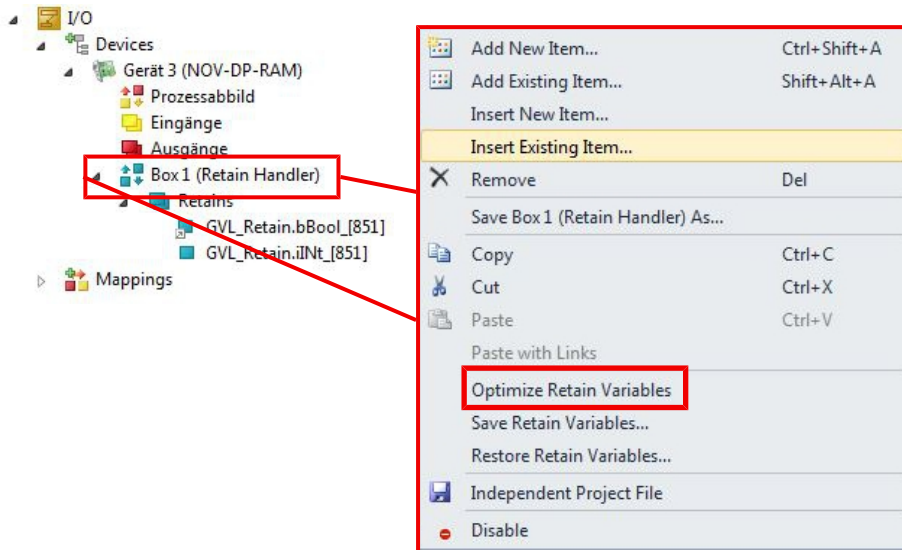 I/O
Devices
Gerät 3 (NOV-DP-RAM)
Prozessabbild
Eingänge
Ausgänge
Box 1 (Retain Handler)
Retains
GVL_Retain.bBool_[851]
GVL_Retain.iINt_[851]
Mappings
Add New Item... Ctrl+Shift+A
Add Existing Item... Shift+Alt+A
Insert New Item...
Insert Existing Item...
Remove Del
Save Box 1 (Retain Handler) As...
Copy Ctrl+C
Cut Ctrl+X
Paste Ctrl+V
Paste with Links
Optimize Retain Variables
Save Retain Variables...
Restore Retain Variables...
Independent Project File
Disable